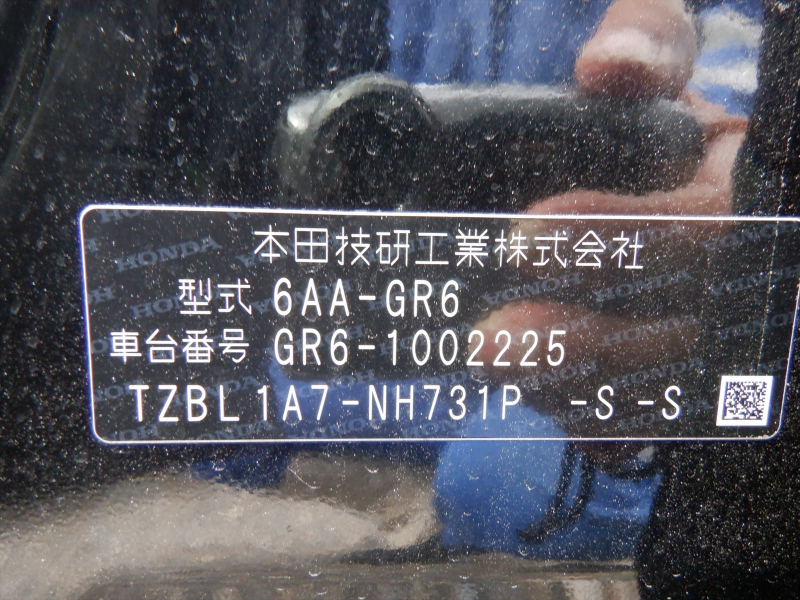 本田技研工業株式会社
型式 6AA-GR6
車台番号 GR6-1002225
TZBL1A7-NH731P -S -S